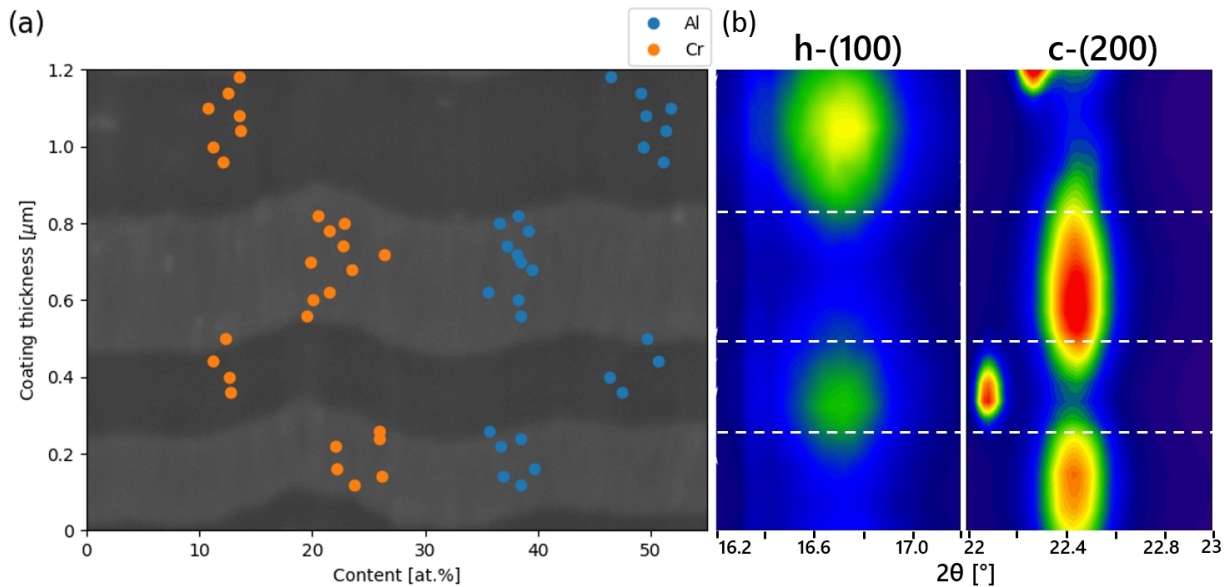 (a)
Al
Cr
(b)
h-(100)
c-(200)
1.2
1.0
0.8
0.6
0.4
0.2
0
Coating thickness [μm]
0
10
20
30
40
50
Content [at.%]
16.2
16.6
17.0
22
22.4
22.8
23
2θ [°]